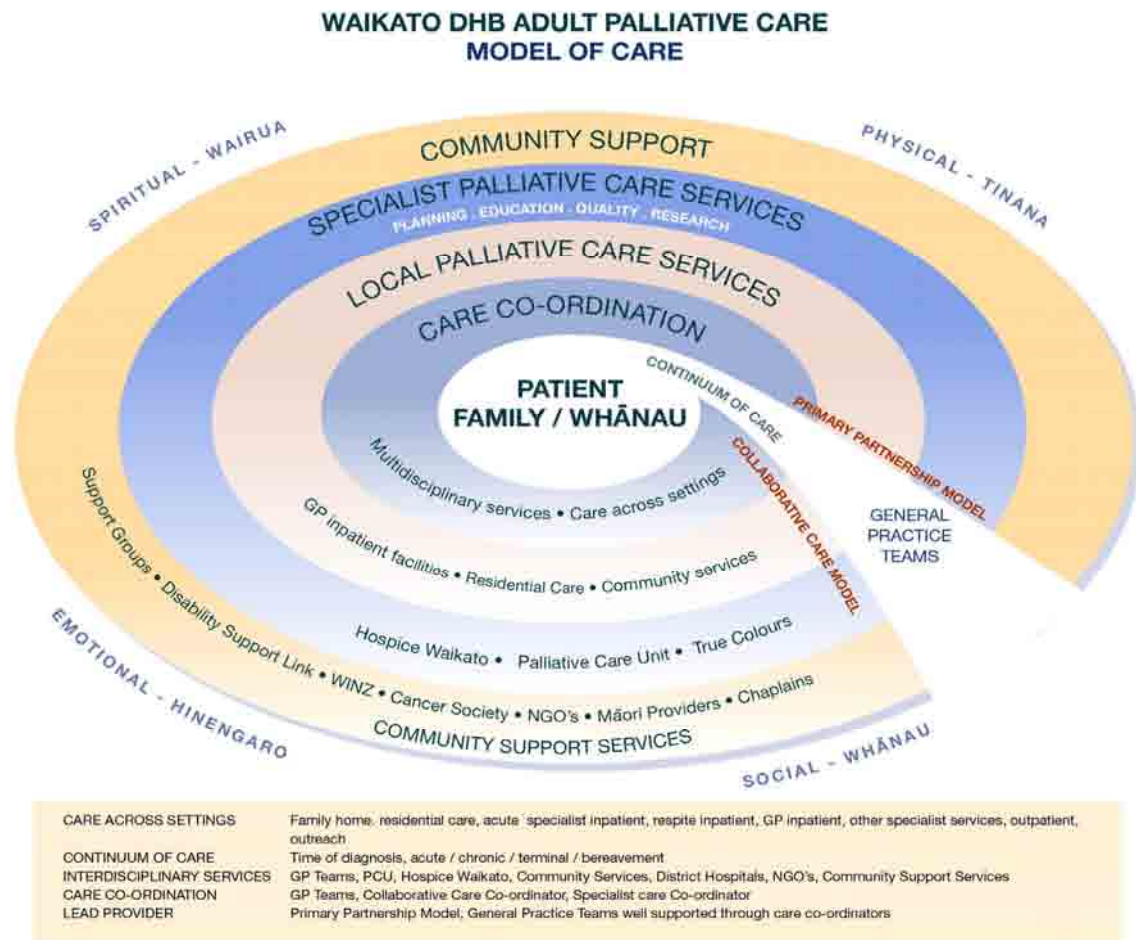 WAIKATO DHB ADULT PALLIATIVE CARE
MODEL OF CARE
SPIRITUAL - WAIRUA
PHYSICAL - TINANA
COMMUNITY SUPPORT
SPECIALIST PALLIATIVE CARE SERVICES
PLANNING . EDUCATION . QUALITY . RESEARCH
LOCAL PALLIATIVE CARE SERVICES
CARE CO-ORDINATION
PATIENT
FAMILY / WHĀNAU
CONTINUUM OF CARE
PRIMARY PARTNERSHIP MODEL
COLLABORATIVE CARE MODEL
GENERAL
PRACTICE
TEAMS
Multidisciplinary services • Care across settings
GP inpatient facilities • Residential Care • Community services
Hospice Waikato • Palliative Care Unit • True Colours
Support Groups • Disability Support Link • WINZ • Cancer Society • NGO's • Māori Providers • Chaplains
COMMUNITY SUPPORT SERVICES
EMOTIONAL - HINENGARO
SOCIAL - WHĀNAU
CARE ACROSS SETTINGS Family home, residential care, acute specialist inpatient, respite inpatient, GP inpatient, other specialist services, outpatient,
outreach
CONTINUUM OF CARE Time of diagnosis, acute / chronic / terminal / bereavement
INTERDISCIPLINARY SERVICES GP Teams, PCU, Hospice Waikato, Community Services, District Hospitals, NGO's, Community Support Services
CARE CO-ORDINATION GP Teams, Collaborative Care Co-ordinator, Specialist care Co-ordinator
LEAD PROVIDER Primary Partnership Model, General Practice Teams well supported through care co-ordinators